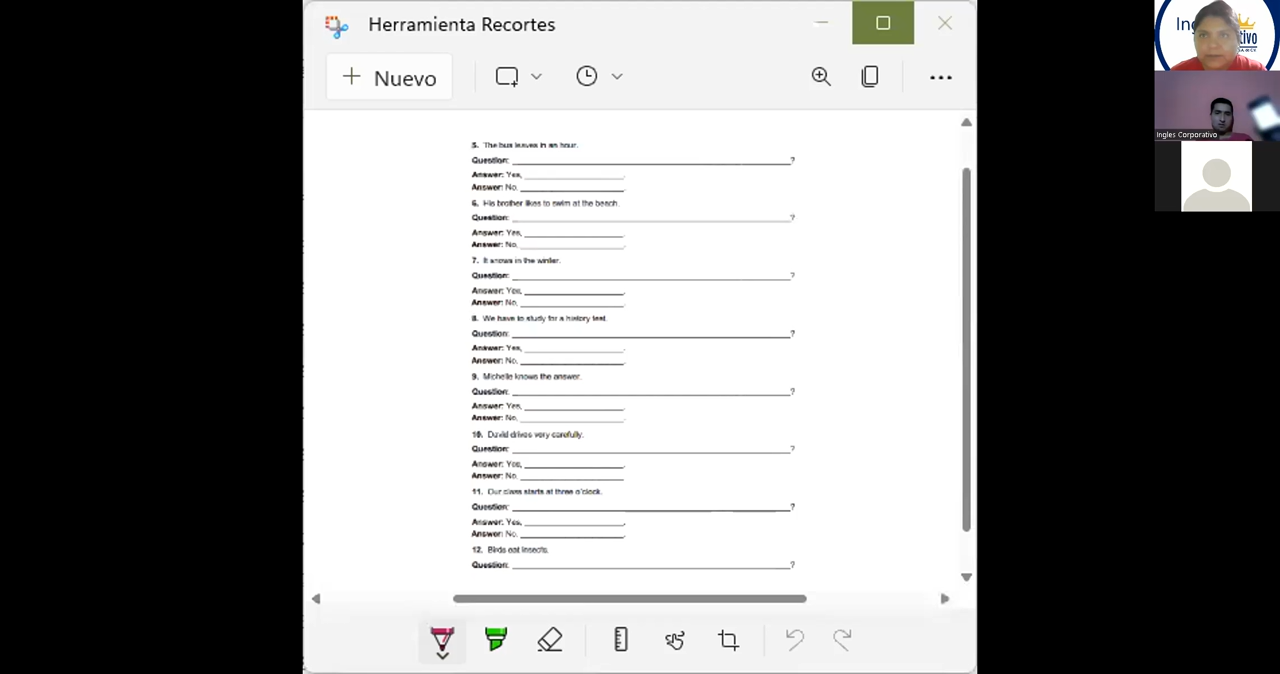 Herramienta Recortes
Nuevo
5. The bus leaves in an hour.
Question: ?
Answer: Yes, .
Answer: No, .
6. His brother likes to swim at the beach.
Question: ?
Answer: Yes, .
Answer: No, .
7. It snows in the winter.
Question: ?
Answer: Yes, .
Answer: No, .
8. We have to study for a history test.
Question: ?
Answer: Yes, .
Answer: No, .
9. Michelle knows the answer.
Question: ?
Answer: Yes, .
Answer: No, .
10. David drives very carefully.
Question: ?
Answer: Yes, .
Answer: No,
11. Our class starts at three o'clock.
Question: ?
Answer: Yes, .
Answer: No, .
12. Birds eat insects.
Question: ?
Ingles Corporativo